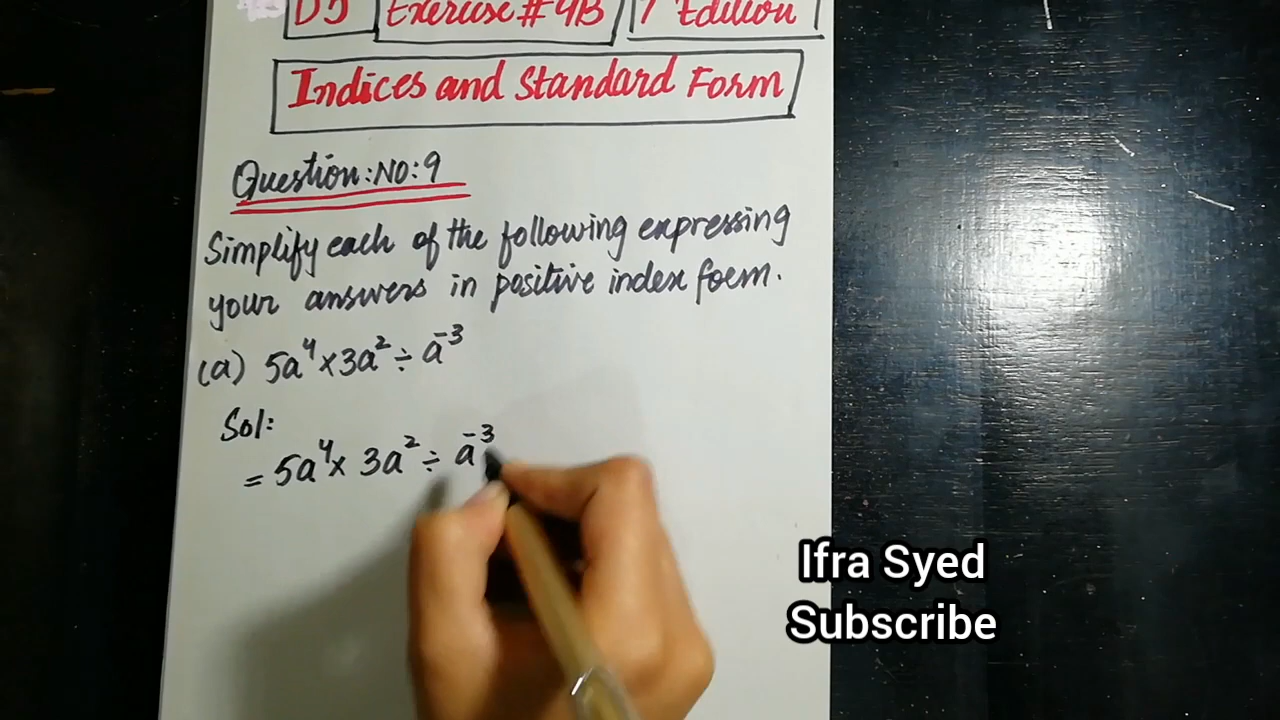 D3 Exercise #4B 7 Edition
Indices and Standard Form
Question:No:9
Simplify each of the following expressing
your answers in positive index form.
(a) 5a⁴×3a²÷a⁻³
Sol:
= 5a⁴× 3a²÷ a⁻³
Ifra Syed
Subscribe